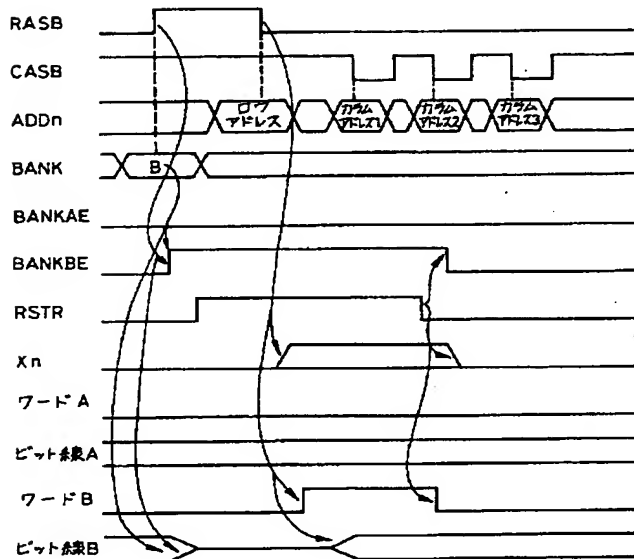 RASB
CASB
ADDn
ロウ
アドレス
カラム
アドレス1
カラム
アドレス2
カラム
アドレス3
BANK
B
BANKAE
BANKBE
RSTR
Xn
ワードA
ビット線A
ワードB
ビット線B